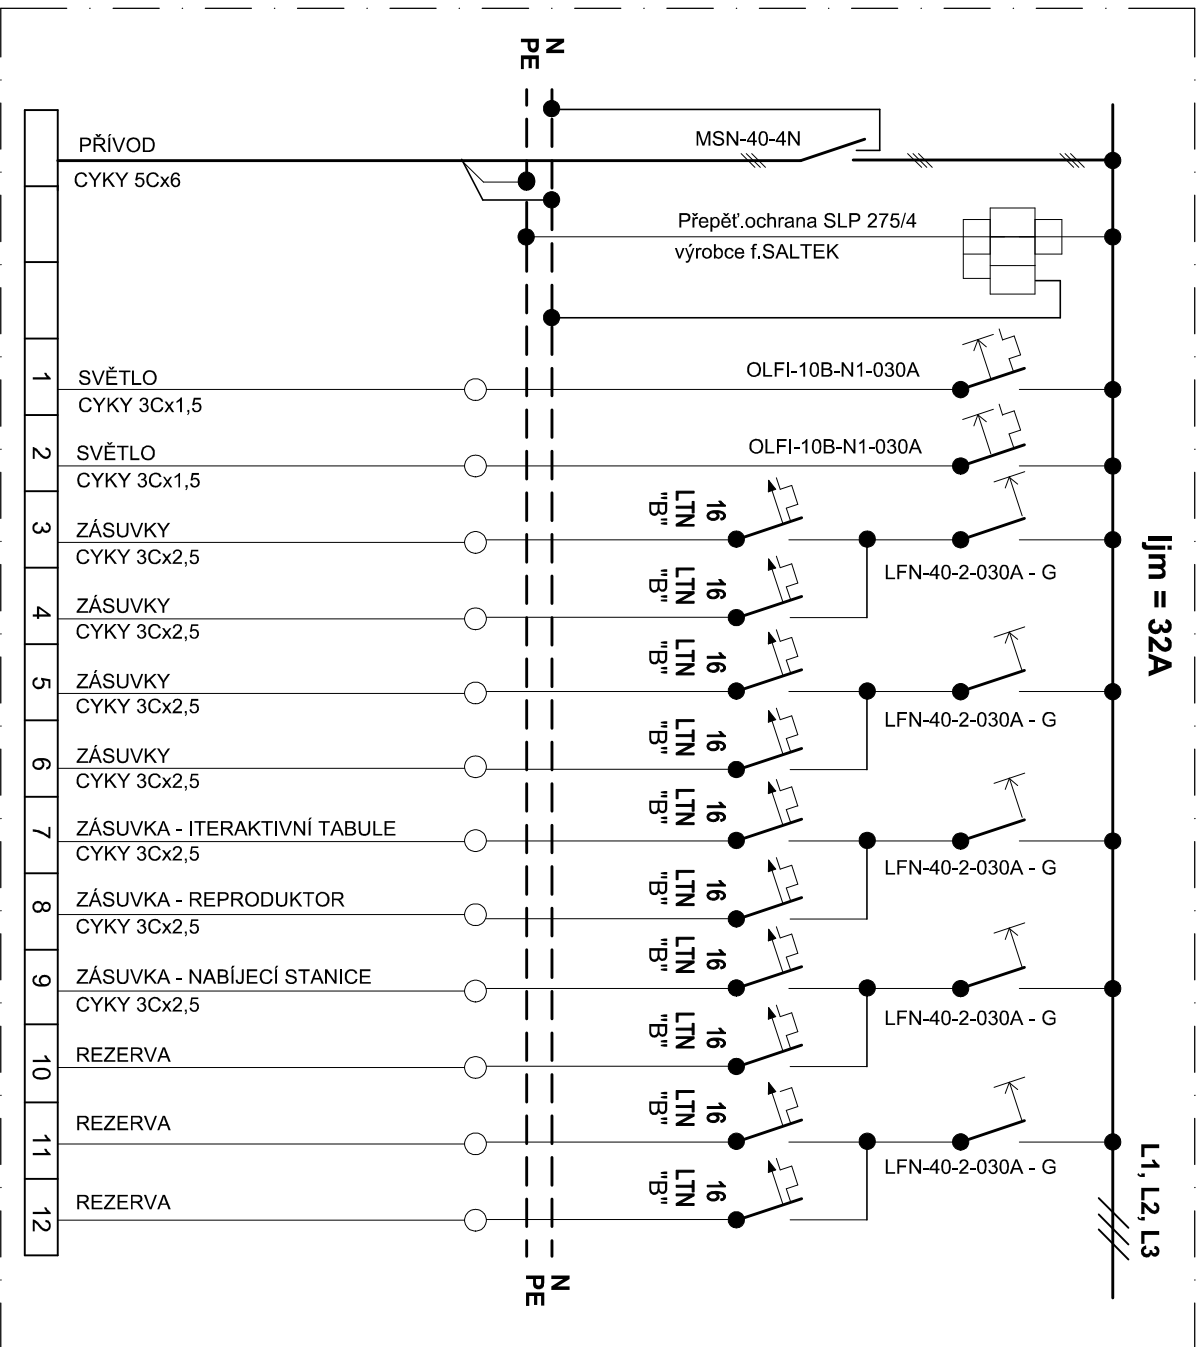 N
PE
PŘÍVOD
CYKY 5Cx6
MSN-40-4N
Přepěť.ochrana SLP 275/4
výrobce f.SALTEK
1
SVĚTLO
CYKY 3Cx1,5
OLFI-10B-N1-030A
2
SVĚTLO
CYKY 3Cx1,5
OLFI-10B-N1-030A
3
ZÁSUVKY
CYKY 3Cx2,5
16
LTN
"B"
LFN-40-2-030A - G
4
ZÁSUVKY
CYKY 3Cx2,5
16
LTN
"B"
Ijm = 32A
5
ZÁSUVKY
CYKY 3Cx2,5
16
LTN
"B"
LFN-40-2-030A - G
6
ZÁSUVKY
CYKY 3Cx2,5
16
LTN
"B"
7
ZÁSUVKA - ITERAKTIVNÍ TABULE
CYKY 3Cx2,5
16
LTN
"B"
LFN-40-2-030A - G
8
ZÁSUVKA - REPRODUKTOR
CYKY 3Cx2,5
16
LTN
"B"
9
ZÁSUVKA - NABÍJECÍ STANICE
CYKY 3Cx2,5
16
LTN
"B"
LFN-40-2-030A - G
10
REZERVA
16
LTN
"B"
11
REZERVA
16
LTN
"B"
LFN-40-2-030A - G
12
REZERVA
16
LTN
"B"
L1, L2, L3
N
PE